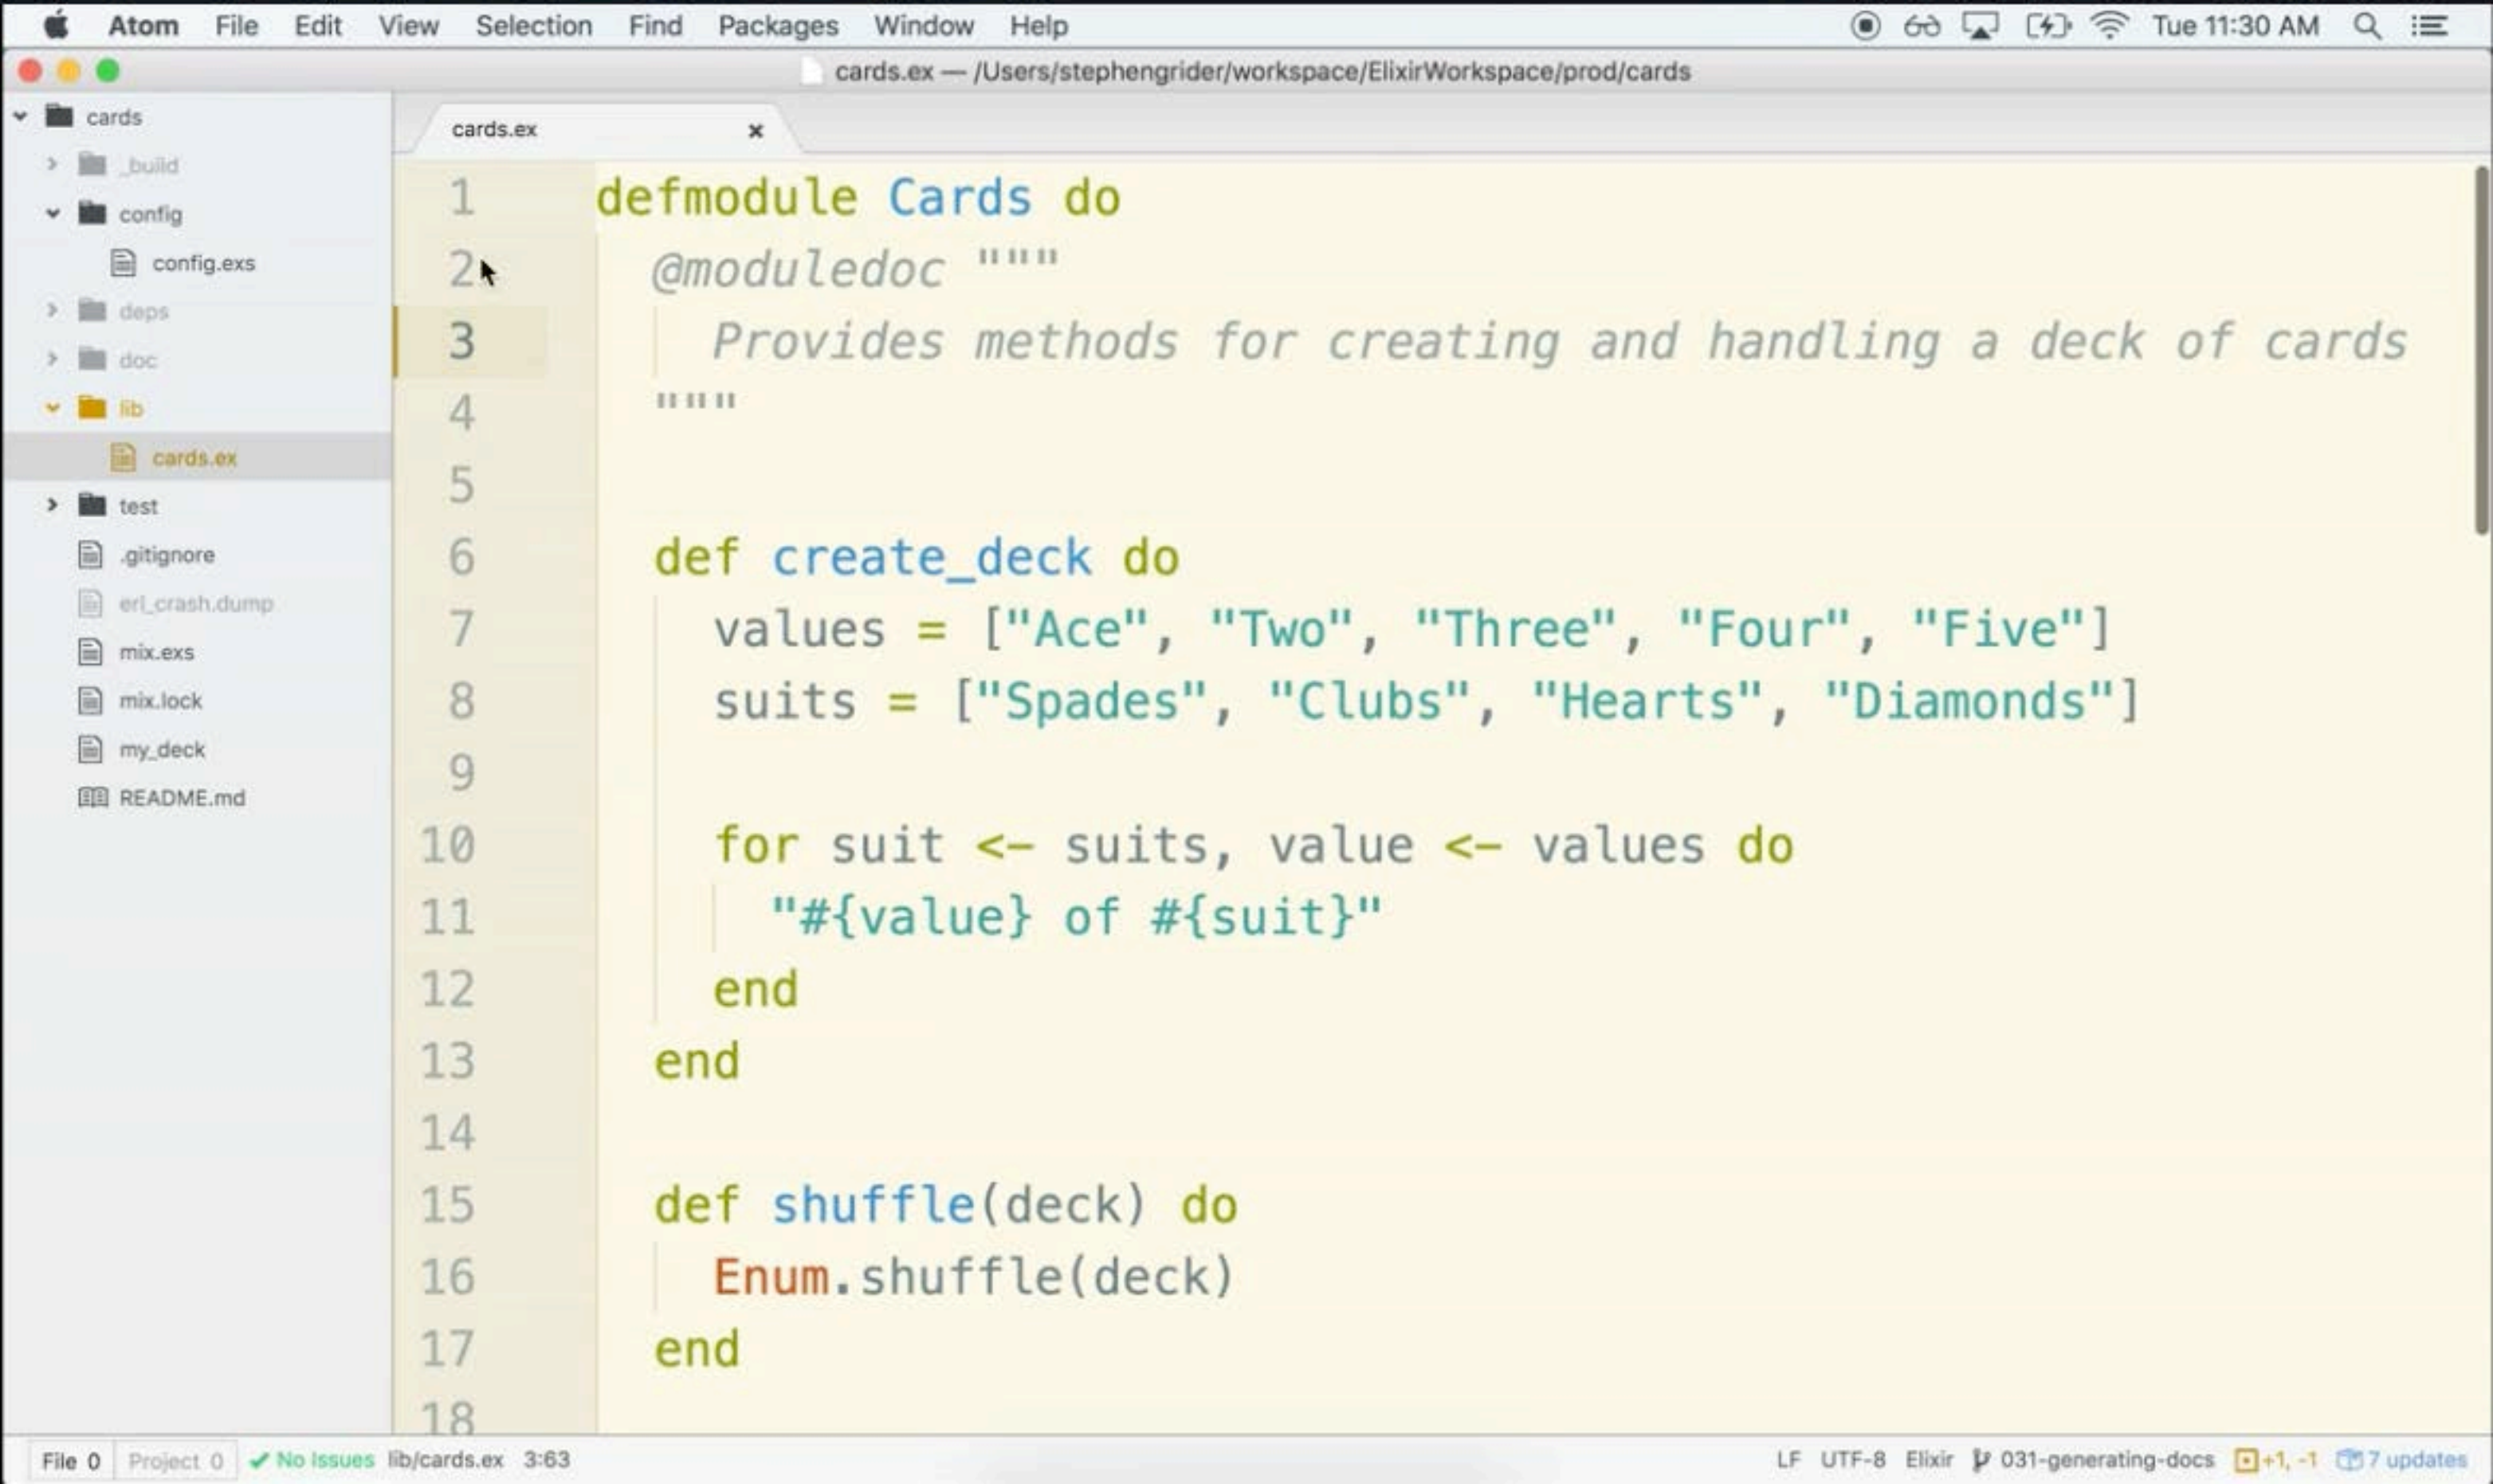 Atom File Edit View Selection Find Packages Window Help Tue 11:30 AM
cards.ex — /Users/stephengrider/workspace/ElixirWorkspace/prod/cards
cards
_build
config
config.exs
deps
doc
lib
cards.ex
test
.gitignore
erl_crash.dump
mix.exs
mix.lock
my_deck
README.md
cards.ex
1 defmodule Cards do
2   @moduledoc """
3     Provides methods for creating and handling a deck of cards
4   """
5
6   def create_deck do
7     values = ["Ace", "Two", "Three", "Four", "Five"]
8     suits = ["Spades", "Clubs", "Hearts", "Diamonds"]
9
10     for suit <- suits, value <- values do
11       "#{value} of #{suit}"
12     end
13   end
14
15   def shuffle(deck) do
16     Enum.shuffle(deck)
17   end
18
File 0 Project 0 No Issues lib/cards.ex 3:63 LF UTF-8 Elixir 031-generating-docs +1, -1 7 updates